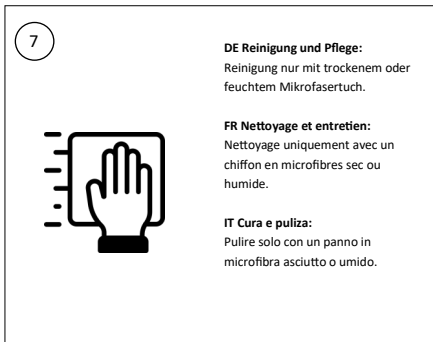 7
DE Reinigung und Pflege:
Reinigung nur mit trockenem oder
feuchtem Mikrofasertuch.
FR Nettoyage et entretien:
Nettoyage uniquement avec un
chiffon en microfibres sec ou
humide.
IT Cura e puliza:
Pulire solo con un panno in
microfibra asciutto o umido.